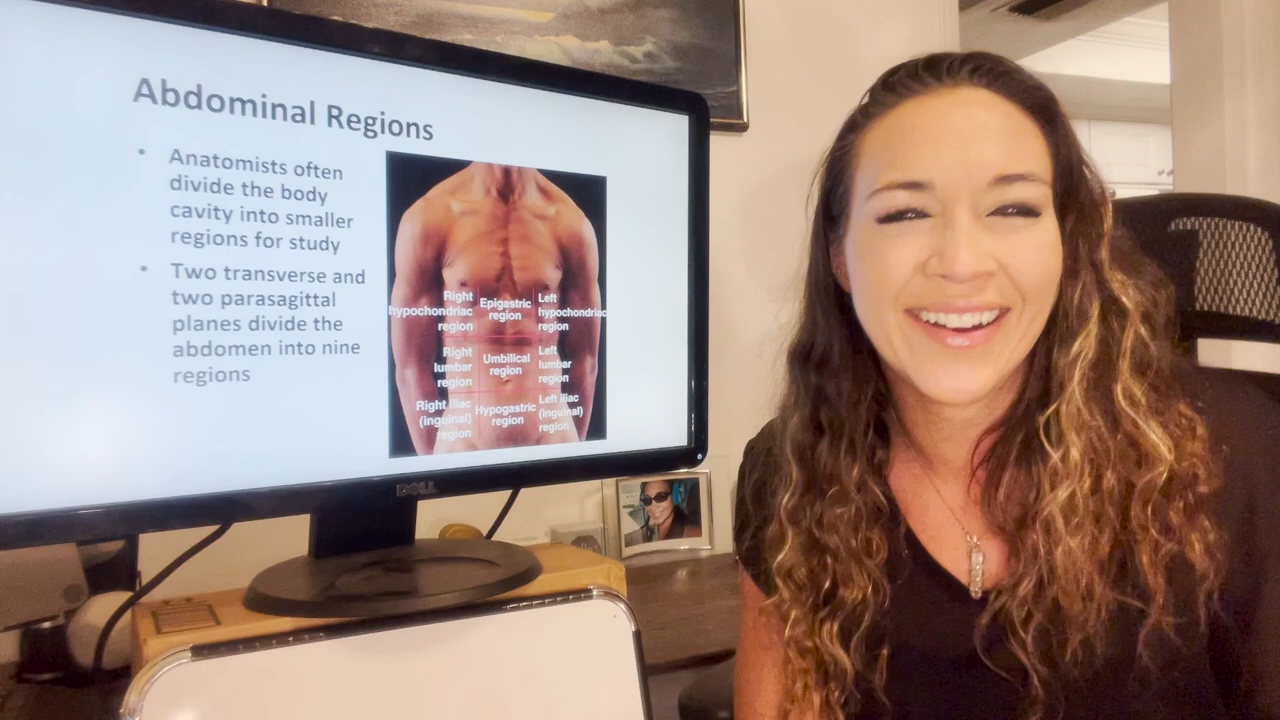 Abdominal Regions
• Anatomists often
divide the body
cavity into smaller
regions for study
• Two transverse and
two parasagittal
planes divide the
abdomen into nine
regions
Right
hypochondriac
region
Epigastric
region
Left
hypochondriac
region
Right
lumbar
region
Umbilical
region
Left
lumbar
region
Right iliac
(inguinal)
region
Hypogastric
region
Left iliac
(inguinal)
region
DELL